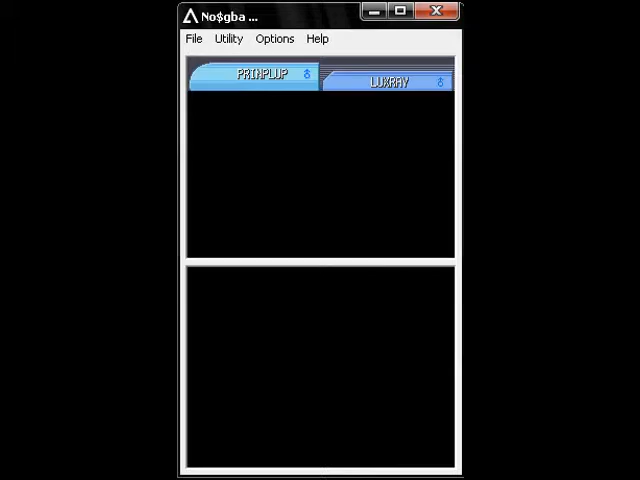 No$gba ...
File Utility Options Help
PRINPLUP ♂
LUXRAY ♂